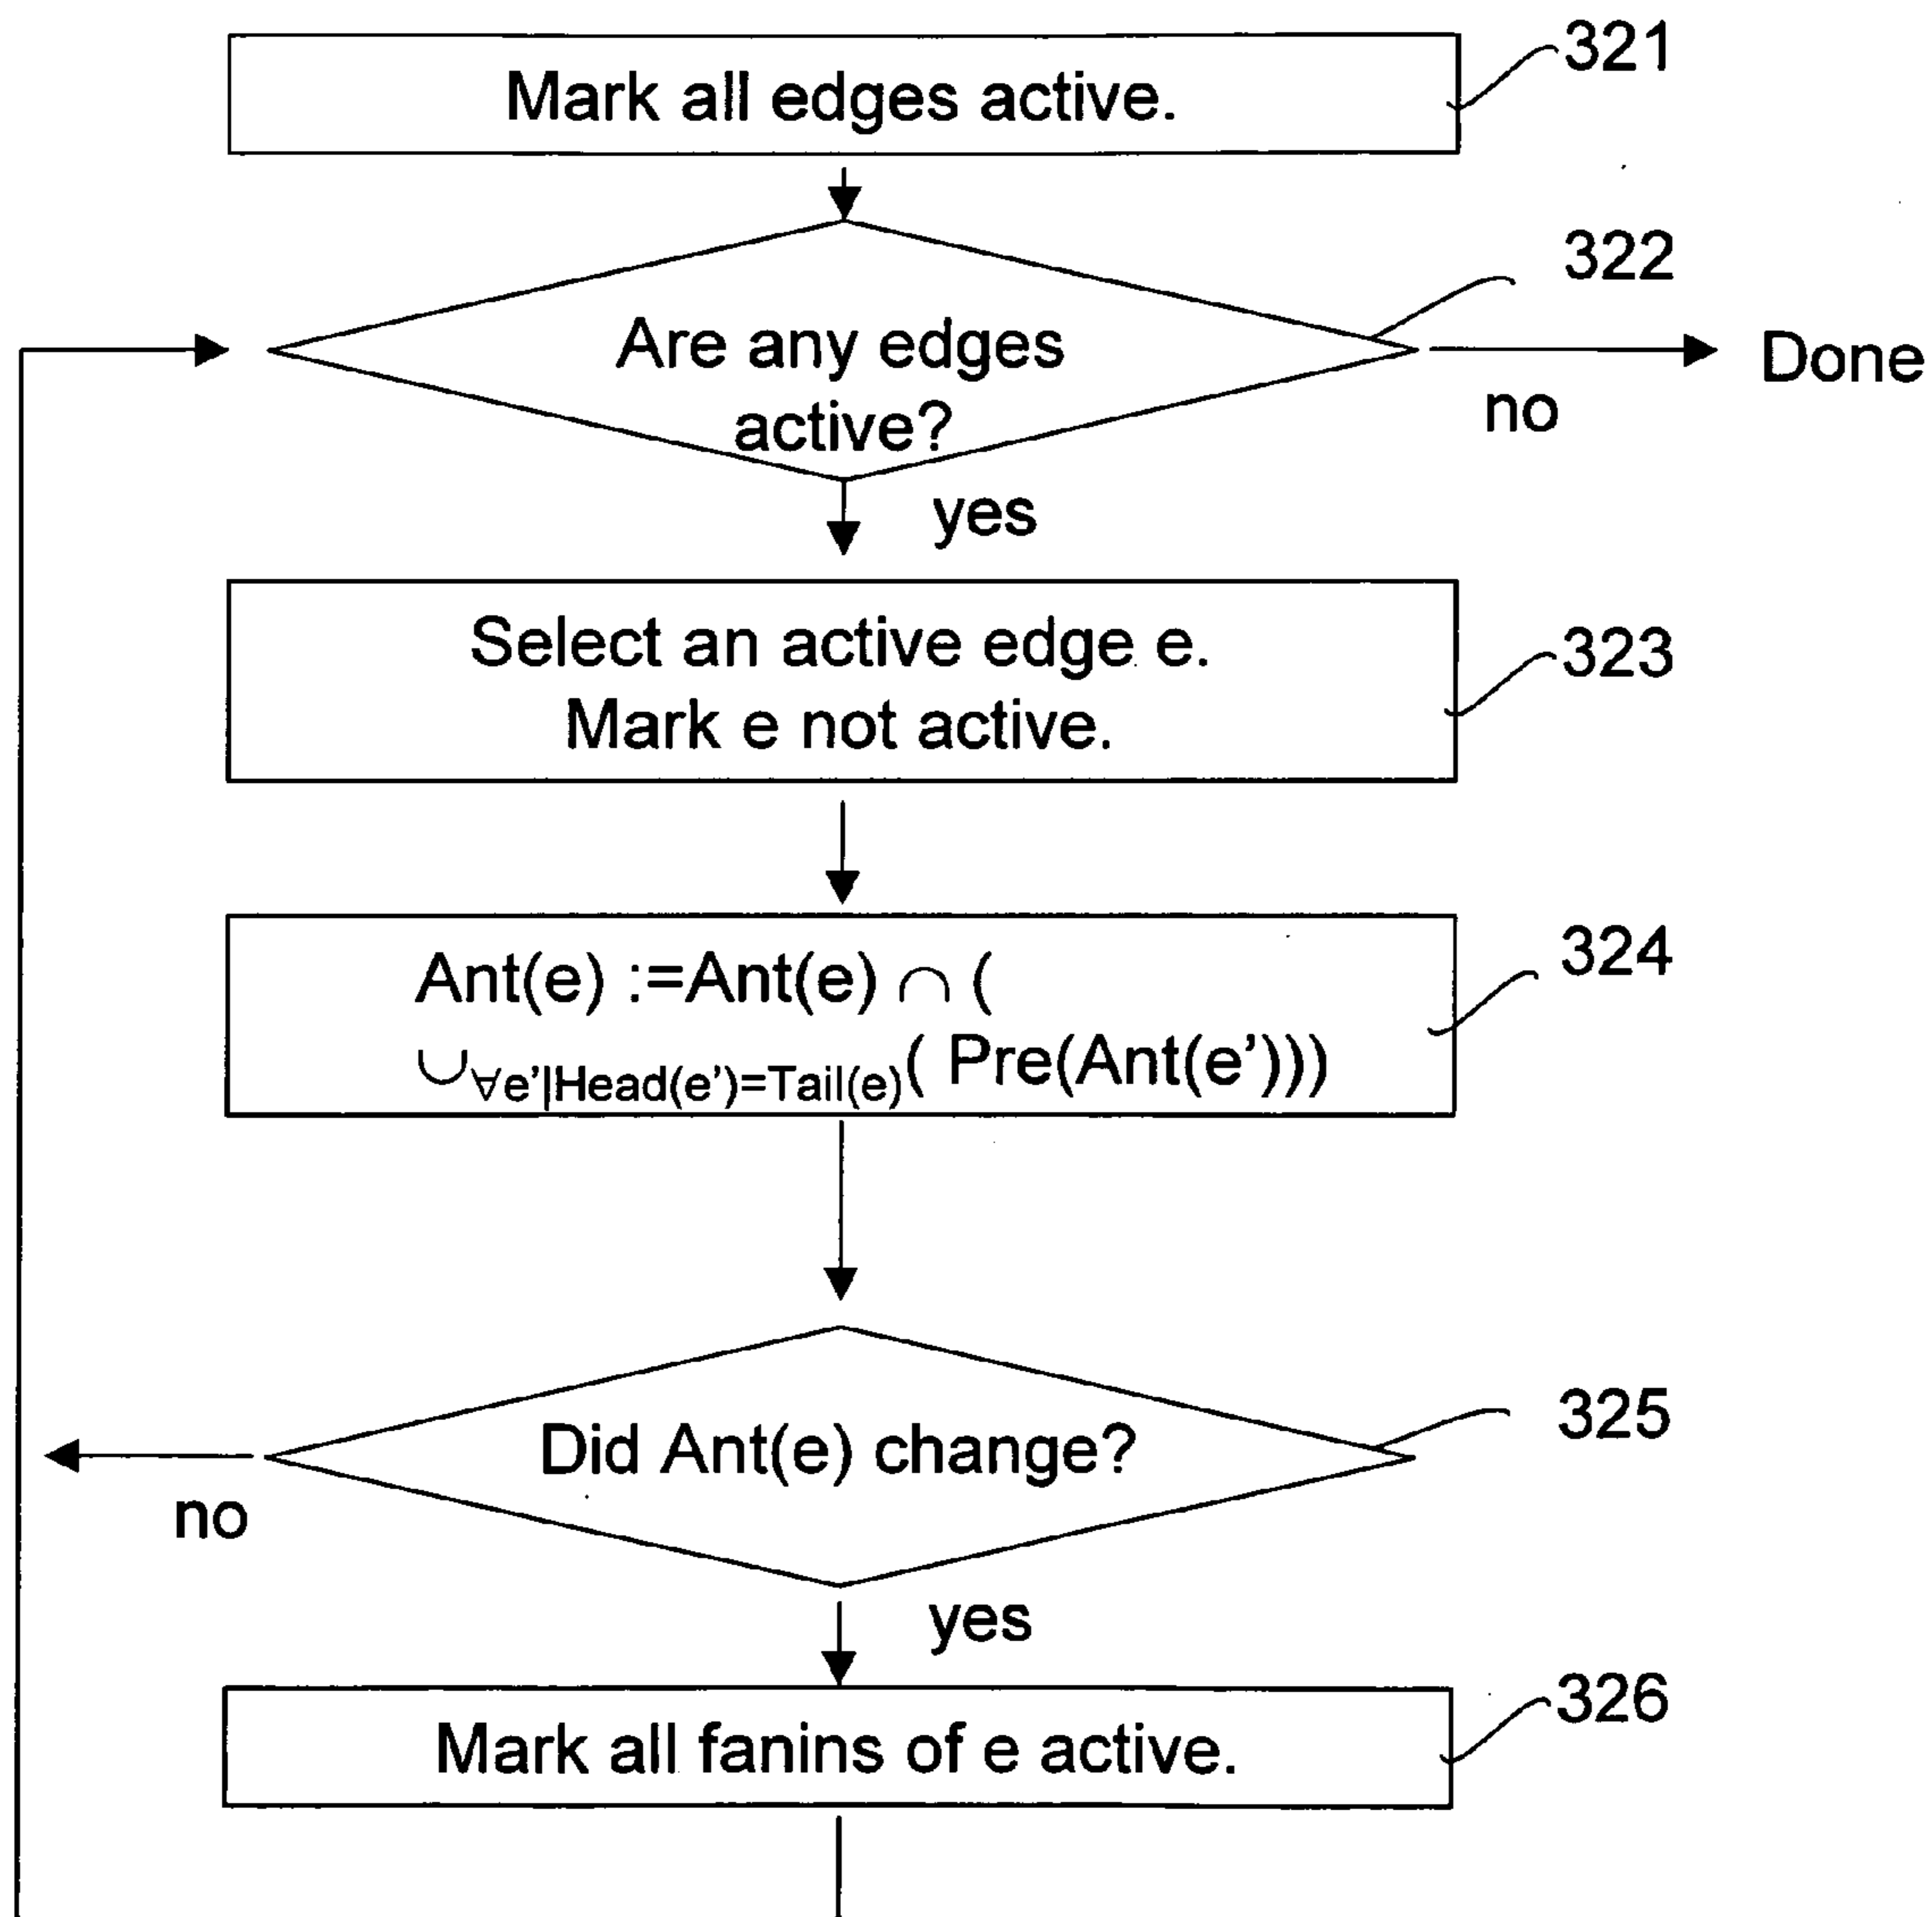 Mark all edges active.
321
322
Are any edges
active?
Done
no
yes
Select an active edge e.
Mark e not active.
323
Ant(e) :=Ant(e) ∩ (
∪∀e’|Head(e’)=Tail(e)( Pre(Ant(e’)))
324
Did Ant(e) change?
325
no
yes
Mark all fanins of e active.
326